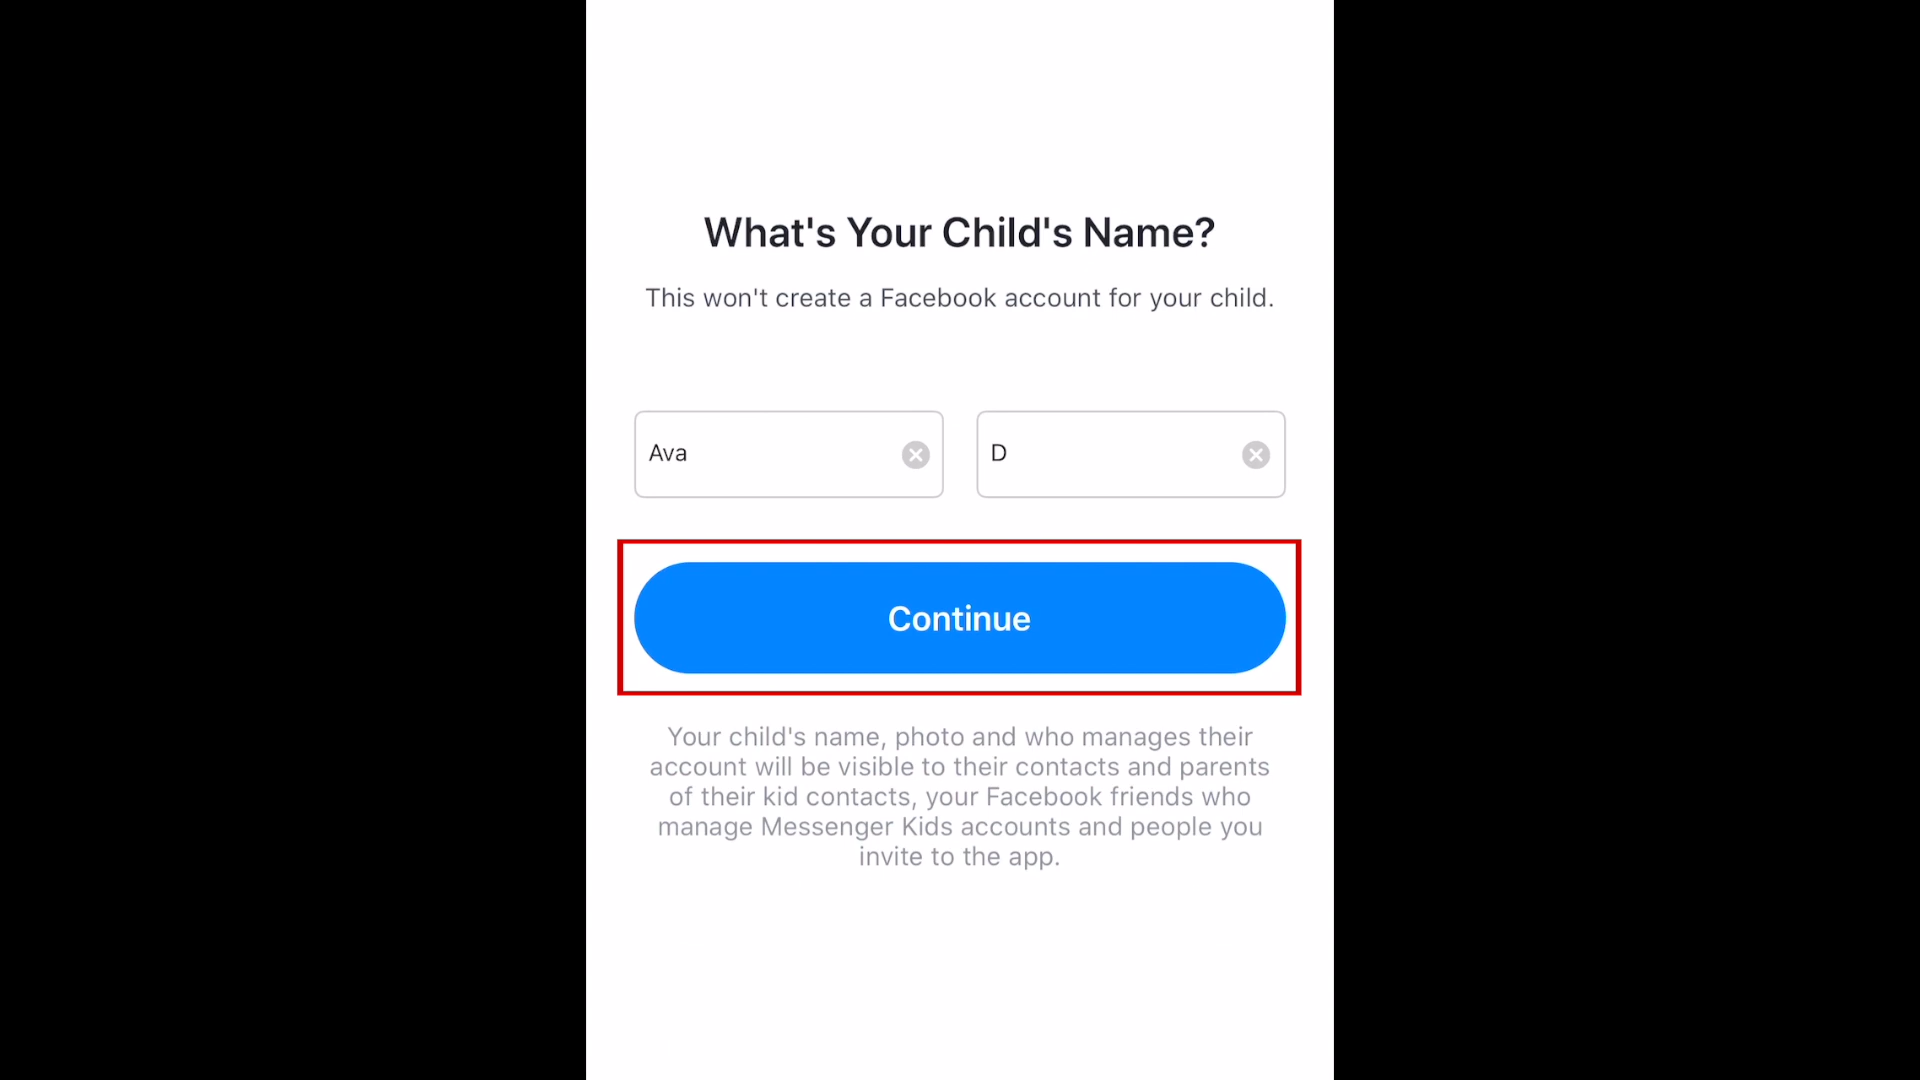 What's Your Child's Name?
This won't create a Facebook account for your child.
Ava
D
Continue
Your child's name, photo and who manages their
account will be visible to their contacts and parents
of their kid contacts, your Facebook friends who
manage Messenger Kids accounts and people you
invite to the app.